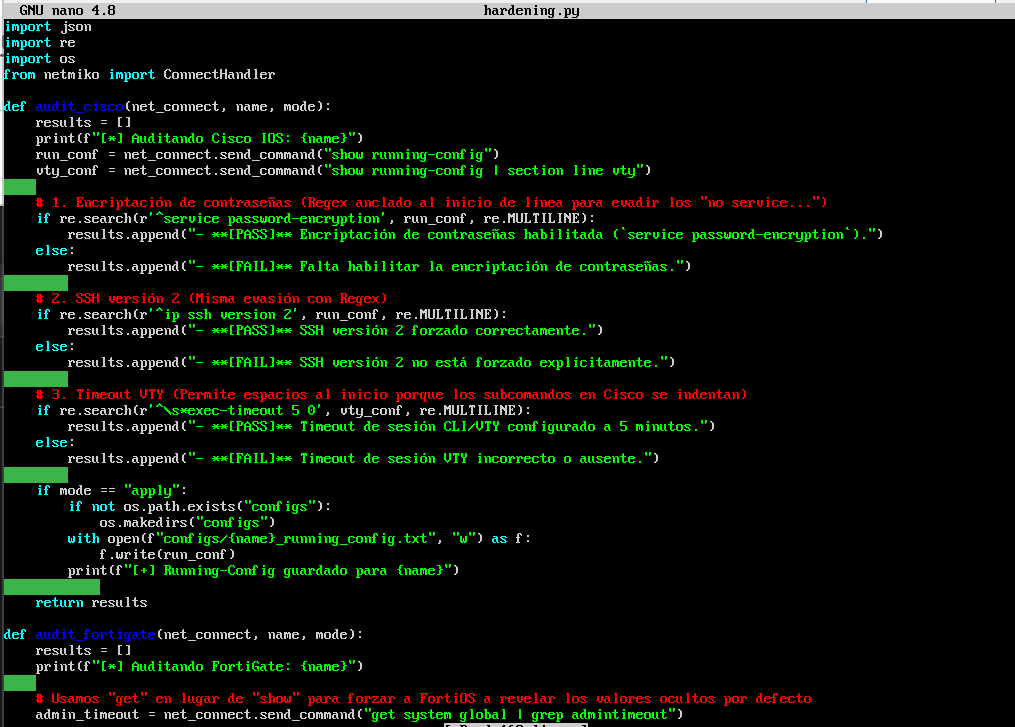 GNU nano 4.8 hardening.py
import json
import re
import os
from netmiko import ConnectHandler
def audit_cisco(net_connect, name, mode):
    results = []
    print(f"[*] Auditando Cisco IOS: {name}")
    run_conf = net_connect.send_command("show running-config")
    vty_conf = net_connect.send_command("show running-config | section line vty")
    # 1. Encriptación de contraseñas (Regex anclado al inicio de línea para evadir los "no service...")
    if re.search(r'^service password-encryption', run_conf, re.MULTILINE):
        results.append("- **[PASS]** Encriptación de contraseñas habilitada (`service password-encryption`).")
    else:
        results.append("- **[FAIL]** Falta habilitar la encriptación de contraseñas.")
    # 2. SSH versión 2 (Misma evasión con Regex)
    if re.search(r'^ip ssh version 2', run_conf, re.MULTILINE):
        results.append("- **[PASS]** SSH versión 2 forzado correctamente.")
    else:
        results.append("- **[FAIL]** SSH versión 2 no está forzado explícitamente.")
    # 3. Timeout VTY (Permite espacios al inicio porque los subcomandos en Cisco se indentan)
    if re.search(r'^\s*exec-timeout 5 0', vty_conf, re.MULTILINE):
        results.append("- **[PASS]** Timeout de sesión CLI/VTY configurado a 5 minutos.")
    else:
        results.append("- **[FAIL]** Timeout de sesión VTY incorrecto o ausente.")
    if mode == "apply":
        if not os.path.exists("configs"):
            os.makedirs("configs")
        with open(f"configs/{name}_running_config.txt", "w") as f:
            f.write(run_conf)
        print(f"[+] Running-Config guardado para {name}")
    return results
def audit_fortigate(net_connect, name, mode):
    results = []
    print(f"[*] Auditando FortiGate: {name}")
    # Usamos "get" en lugar de "show" para forzar a FortiOS a revelar los valores ocultos por defecto
    admin_timeout = net_connect.send_command("get system global | grep admintimeout")